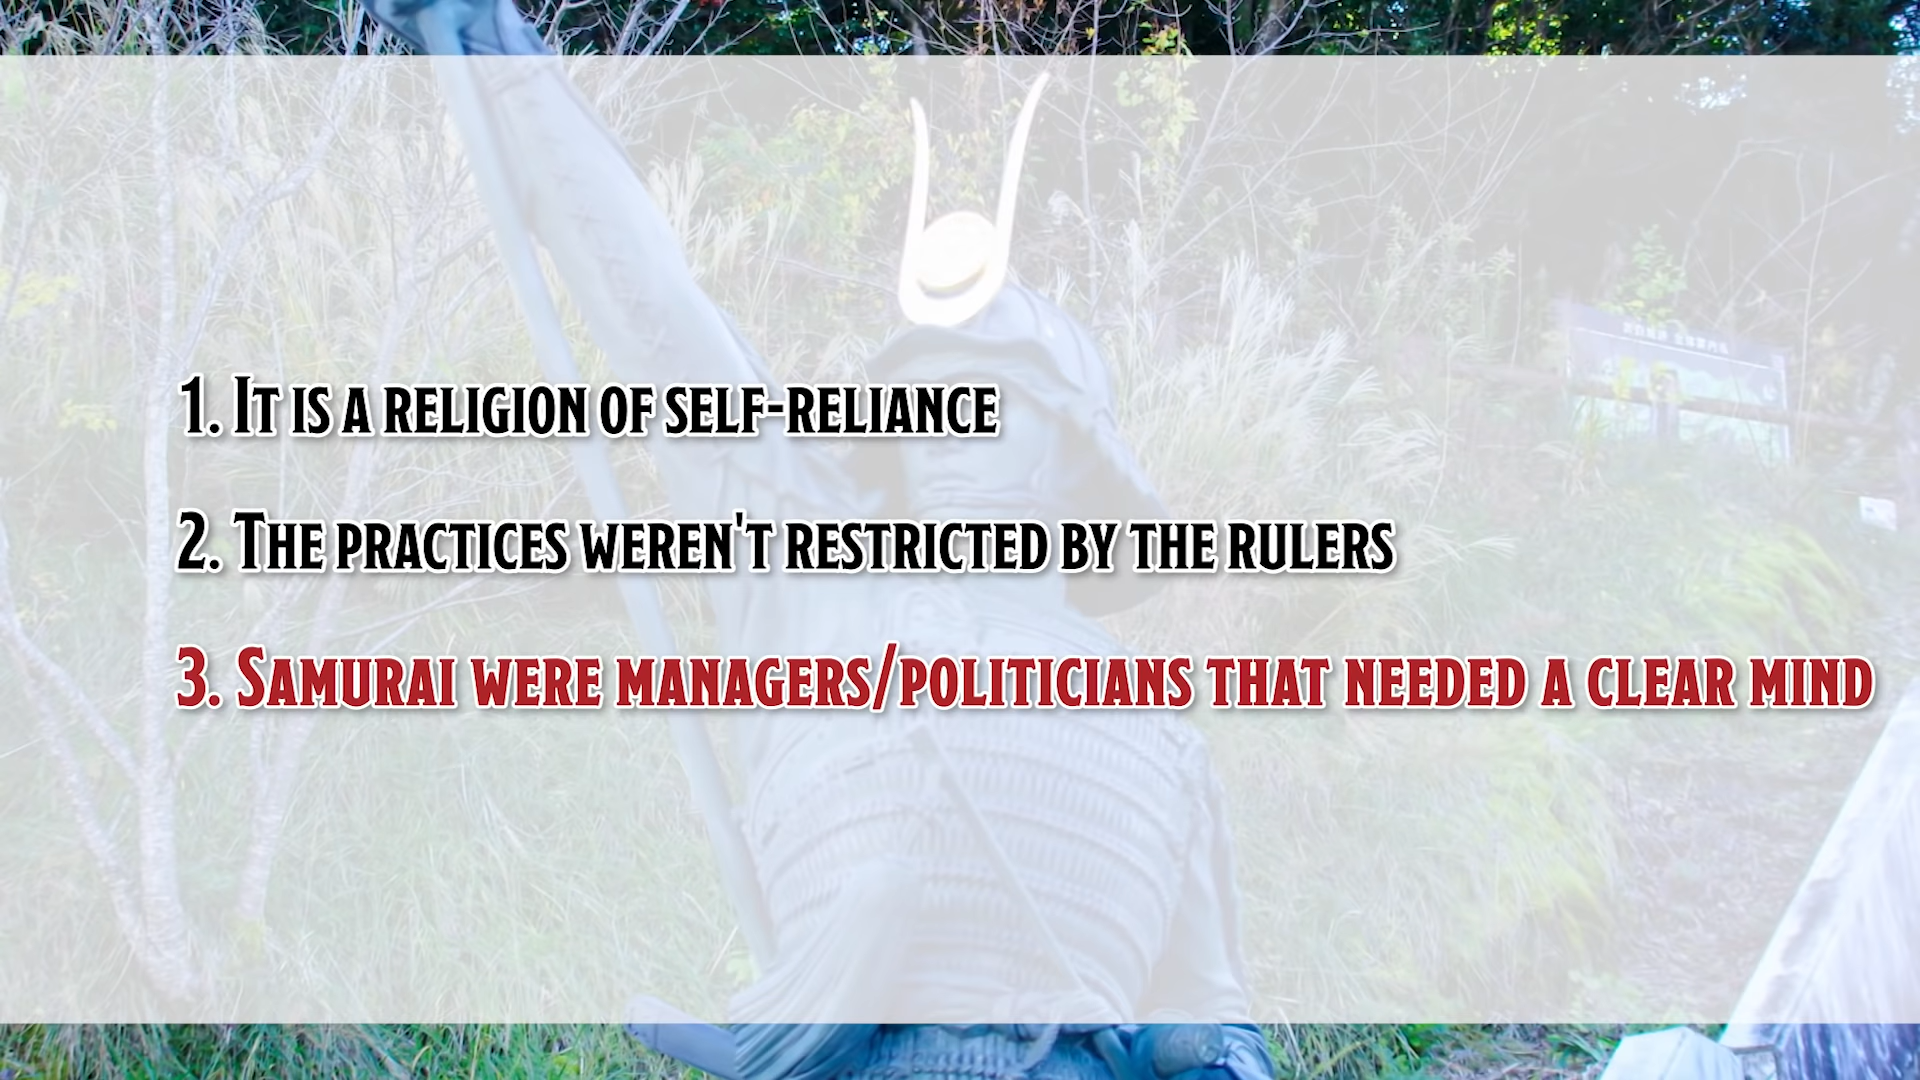 1. It is a religion of self-reliance
2. The practices weren't restricted by the rulers
3. Samurai were managers/politicians that needed a clear mind